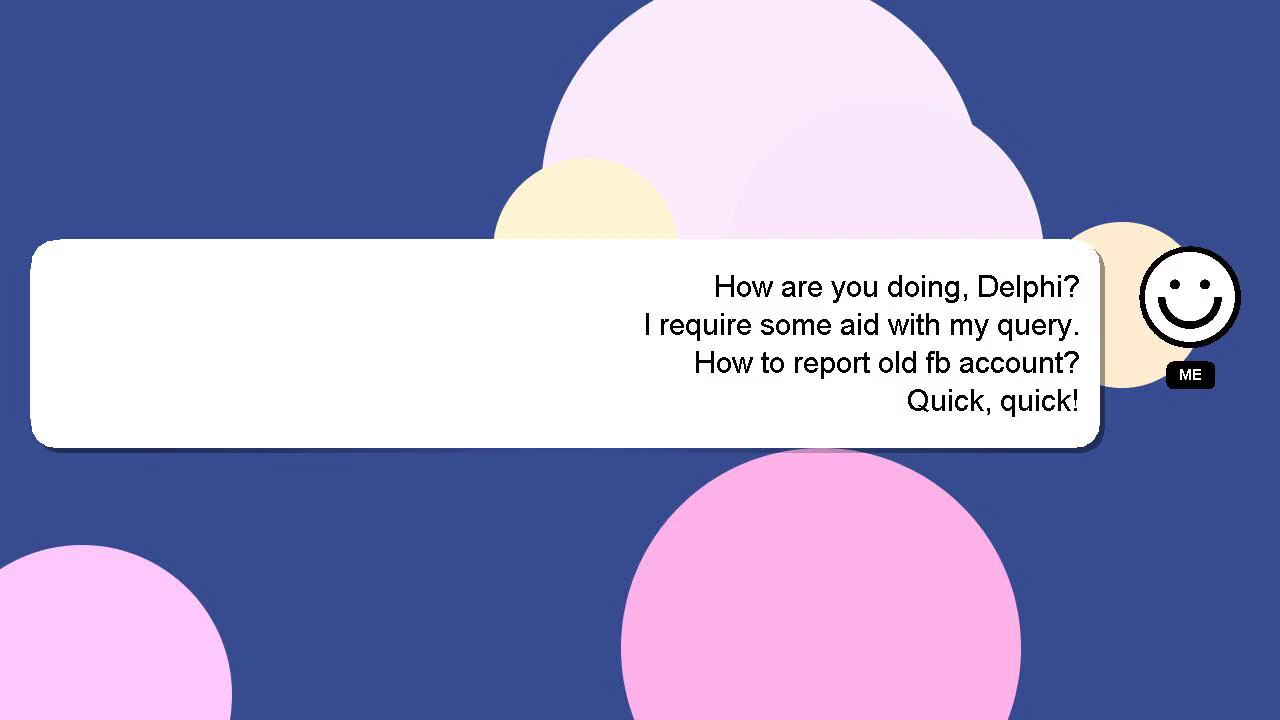 How are you doing, Delphi?
I require some aid with my query.
How to report old fb account?
Quick, quick!
ME